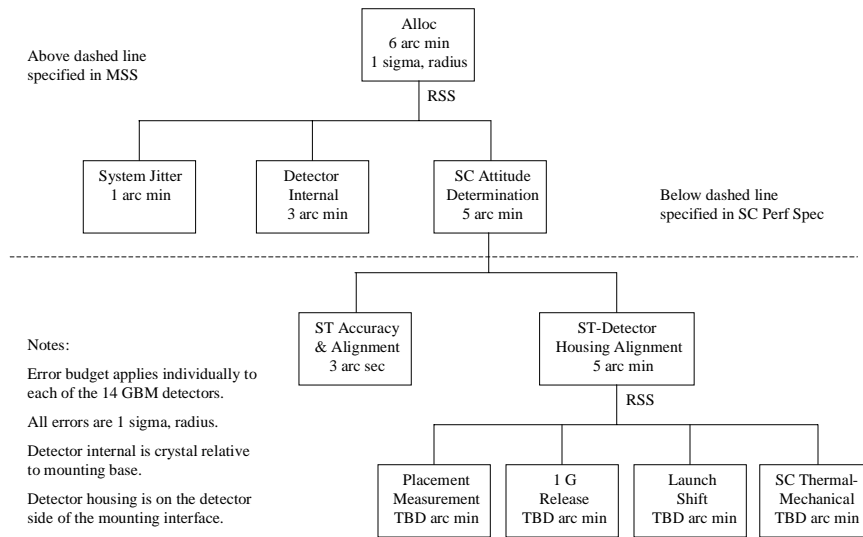 Alloc
6 arc min
1 sigma, radius
Above dashed line
specified in MSS
RSS
System Jitter
1 arc min
Detector
Internal
3 arc min
SC Attitude
Determination
5 arc min
Below dashed line
specified in SC Perf Spec
ST Accuracy
& Alignment
3 arc sec
ST-Detector
Housing Alignment
5 arc min
RSS
Notes:
Error budget applies individually to
each of the 14 GBM detectors.
All errors are 1 sigma, radius.
Detector internal is crystal relative
to mounting base.
Detector housing is on the detector
side of the mounting interface.
Placement
Measurement
TBD arc min
1 G
Release
TBD arc min
Launch
Shift
TBD arc min
SC Thermal-
Mechanical
TBD arc min